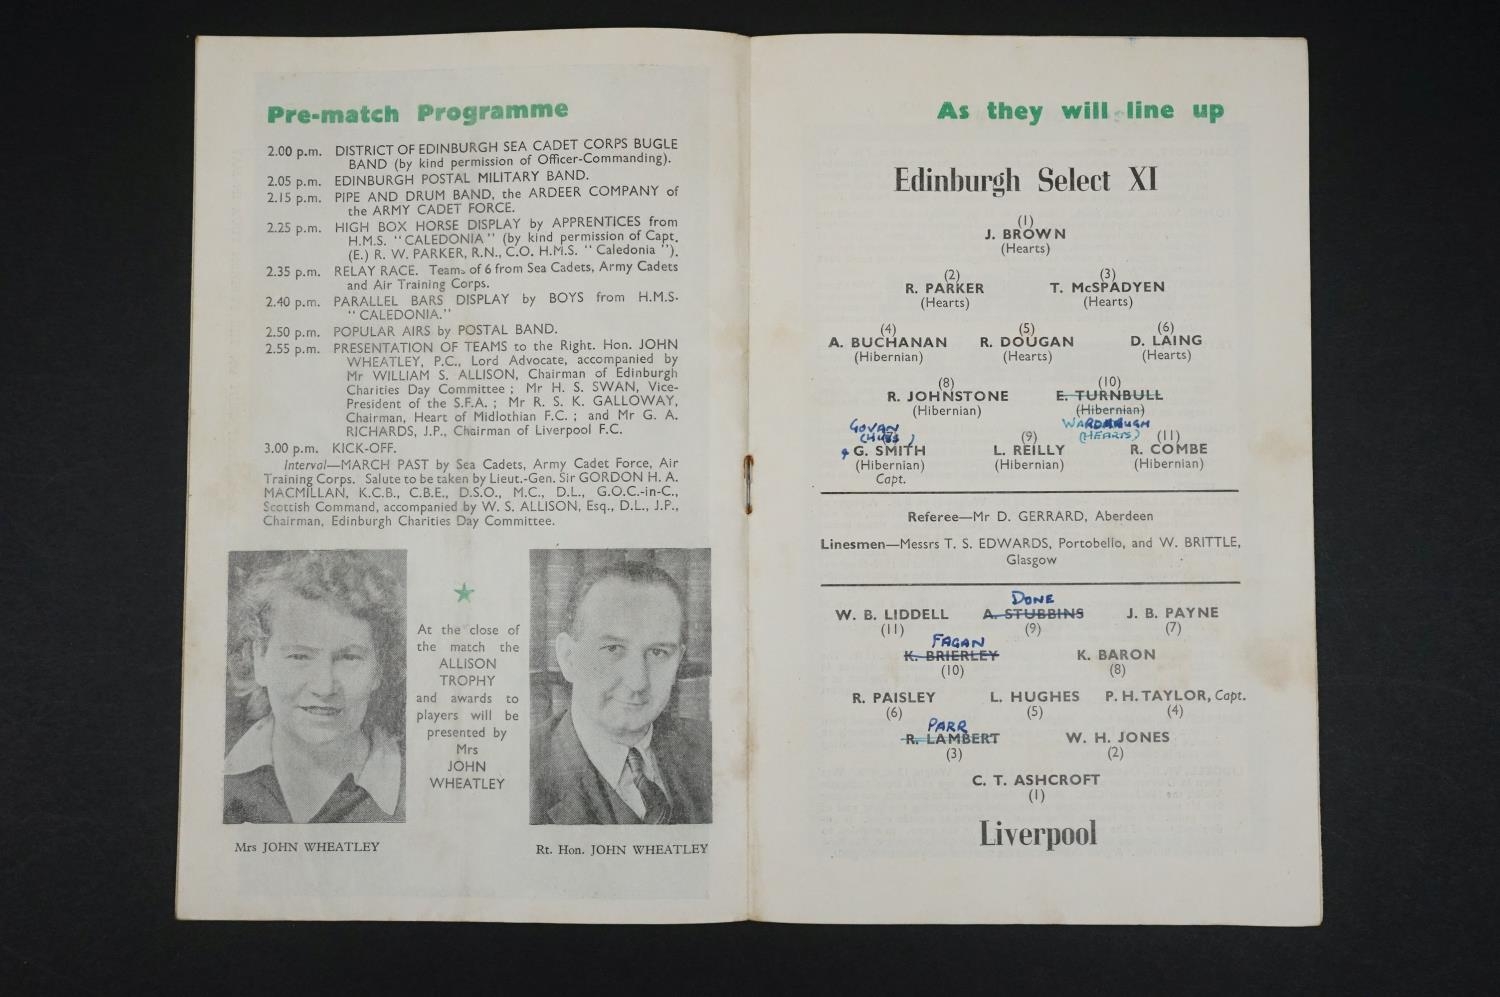 Pre-match Programme
2.00 p.m. DISTRICT OF EDINBURGH SEA CADET CORPS BUGLE
BAND (by kind permission of Officer-Commanding).
2.05 p.m. EDINBURGH POSTAL MILITARY BAND.
2.15 p.m. PIPE AND DRUM BAND, the ARDEER COMPANY of
the ARMY CADET FORCE.
2.25 p.m. HIGH BOX HORSE DISPLAY by APPRENTICES from
H.M.S. "CALEDONIA" (by kind permission of Capt.
(E.) R. W. PARKER, R.N., C.O. H.M.S. "Caledonia").
2.35 p.m. RELAY RACE. Teams of 6 from Sea Cadets, Army Cadets
and Air Training Corps.
2.40 p.m. PARALLEL BARS DISPLAY by BOYS from H.M.S-
"CALEDONIA."
2.50 p.m. POPULAR AIRS by POSTAL BAND.
2.55 p.m. PRESENTATION OF TEAMS to the Right. Hon. JOHN
WHEATLEY, P.C., Lord Advocate, accompanied by
Mr WILLIAM S. ALLISON, Chairman of Edinburgh
Charities Day Committee ; Mr H. S. SWAN, Vice-
President of the S.F.A. ; Mr R. S. K. GALLOWAY,
Chairman, Heart of Midlothian F.C. ; and Mr G. A.
RICHARDS, J.P., Chairman of Liverpool F.C.
3.00 p.m. KICK-OFF.
Interval—MARCH PAST by Sea Cadets, Army Cadet Force, Air
Training Corps. Salute to be taken by Lieut.-Gen. Sir GORDON H. A.
MACMILLAN, K.C.B., C.B.E., D.S.O., M.C., D.L., G.O.C.-in-C.,
Scottish Command, accompanied by W. S. ALLISON, Esq., D.L., J.P.,
Chairman, Edinburgh Charities Day Committee.
At the close of
the match the
ALLISON
TROPHY
and awards to
players will be
presented by
Mrs
JOHN
WHEATLEY
Mrs JOHN WHEATLEY
Rt. Hon. JOHN WHEATLEY
As they will line up
Edinburgh Select XI
(1)
J. BROWN
(Hearts)
(2) (3)
R. PARKER T. McSPADYEN
(Hearts) (Hearts)
(4) (5) (6)
A. BUCHANAN R. DOUGAN D. LAING
(Hibernian) (Hearts) (Hearts)
(8) (10)
R. JOHNSTONE E. TURNBULL
(Hibernian) (Hibernian)
GOVAN WARDHAUGH
(HIBS) (HEARTS)
(9) (11)
G. SMITH L. REILLY R. COMBE
(Hibernian) (Hibernian) (Hibernian)
Capt.
Referee—Mr D. GERRARD, Aberdeen
Linesmen—Messrs T. S. EDWARDS, Portobello, and W. BRITTLE,
Glasgow
DONE
W. B. LIDDELL A. STUBBINS J. B. PAYNE
(11) (9) (7)
FAGAN
K. BRIERLEY K. BARON
(10) (8)
R. PAISLEY L. HUGHES P. H. TAYLOR, Capt.
(6) (5) (4)
PARR
R. LAMBERT W. H. JONES
(3) (2)
C. T. ASHCROFT
(1)
Liverpool